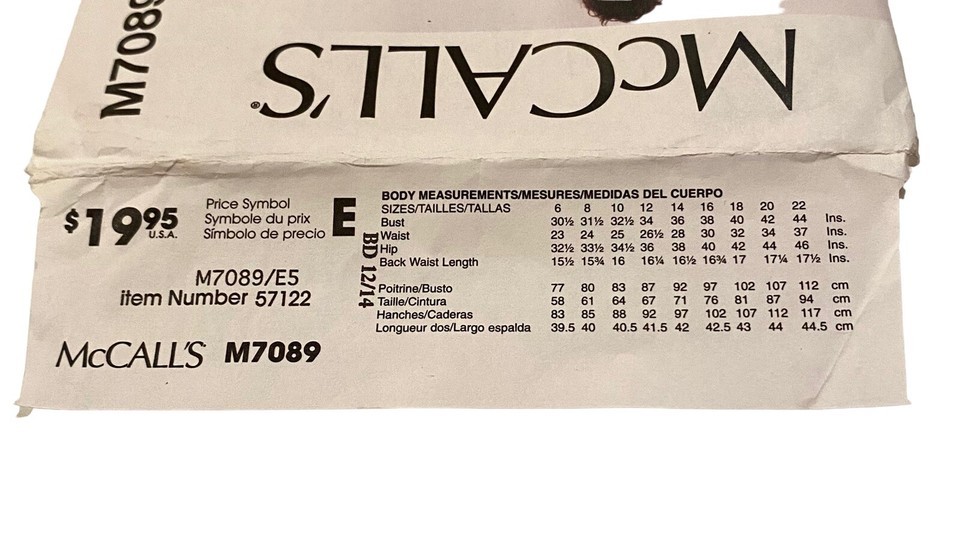 M7089
McCALL'S®
$19.95 U.S.A.
Price Symbol
Symbole du prix
Símbolo de precio
E
BD 12/14
M7089/E5
item Number 57122
McCALL'S M7089
BODY MEASUREMENTS/MESURES/MEDIDAS DEL CUERPO
SIZES/TAILLES/TALLAS 6 8 10 12 14 16 18 20 22
Bust 30½ 31½ 32½ 34 36 38 40 42 44 Ins.
Waist 23 24 25 26½ 28 30 32 34 37 Ins.
Hip 32½ 33½ 34½ 36 38 40 42 44 46 Ins.
Back Waist Length 15½ 15¾ 16 16¼ 16½ 16¾ 17 17¼ 17½ Ins.
Poitrine/Busto 77 80 83 87 92 97 102 107 112 cm
Taille/Cintura 58 61 64 67 71 76 81 87 94 cm
Hanches/Caderas 83 85 88 92 97 102 107 112 117 cm
Longueur dos/Largo espalda 39.5 40 40.5 41.5 42 42.5 43 44 44.5 cm